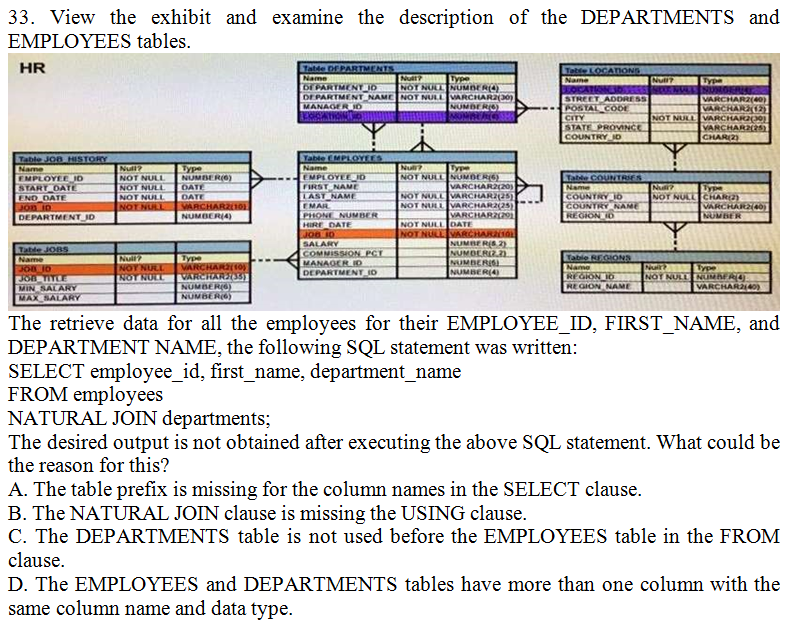 33. View the exhibit and examine the description of the DEPARTMENTS and
EMPLOYEES tables.
HR
Table DEPARTMENTS
Name Null? Type
DEPARTMENT_ID NOT NULL NUMBER(4)
DEPARTMENT_NAME NOT NULL VARCHAR2(30)
MANAGER_ID NUMBER(6)
LOCATION_ID NUMBER(4)
Table LOCATIONS
Name Null? Type
LOCATION_ID NOT NULL NUMBER(4)
STREET_ADDRESS VARCHAR2(40)
POSTAL_CODE VARCHAR2(12)
CITY NOT NULL VARCHAR2(30)
STATE_PROVINCE VARCHAR2(25)
COUNTRY_ID CHAR(2)
Table JOB_HISTORY
Name Null? Type
EMPLOYEE_ID NOT NULL NUMBER(6)
START_DATE NOT NULL DATE
END_DATE NOT NULL DATE
JOB_ID NOT NULL VARCHAR2(10)
DEPARTMENT_ID NUMBER(4)
Table EMPLOYEES
Name Null? Type
EMPLOYEE_ID NOT NULL NUMBER(6)
FIRST_NAME VARCHAR2(20)
LAST_NAME NOT NULL VARCHAR2(25)
EMAIL NOT NULL VARCHAR2(25)
PHONE_NUMBER VARCHAR2(20)
HIRE_DATE NOT NULL DATE
JOB_ID NOT NULL VARCHAR2(10)
SALARY NUMBER(8,2)
COMMISSION_PCT NUMBER(2,2)
MANAGER_ID NUMBER(6)
DEPARTMENT_ID NUMBER(4)
Table COUNTRIES
Name Null? Type
COUNTRY_ID NOT NULL CHAR(2)
COUNTRY_NAME VARCHAR2(40)
REGION_ID NUMBER
Table JOBS
Name Null? Type
JOB_ID NOT NULL VARCHAR2(10)
JOB_TITLE NOT NULL VARCHAR2(35)
MIN_SALARY NUMBER(6)
MAX_SALARY NUMBER(6)
Table REGIONS
Name Null? Type
REGION_ID NOT NULL NUMBER(4)
REGION_NAME VARCHAR2(40)
The retrieve data for all the employees for their EMPLOYEE_ID, FIRST_NAME, and
DEPARTMENT NAME, the following SQL statement was written:
SELECT employee_id, first_name, department_name
FROM employees
NATURAL JOIN departments;
The desired output is not obtained after executing the above SQL statement. What could be
the reason for this?
A. The table prefix is missing for the column names in the SELECT clause.
B. The NATURAL JOIN clause is missing the USING clause.
C. The DEPARTMENTS table is not used before the EMPLOYEES table in the FROM
clause.
D. The EMPLOYEES and DEPARTMENTS tables have more than one column with the
same column name and data type.